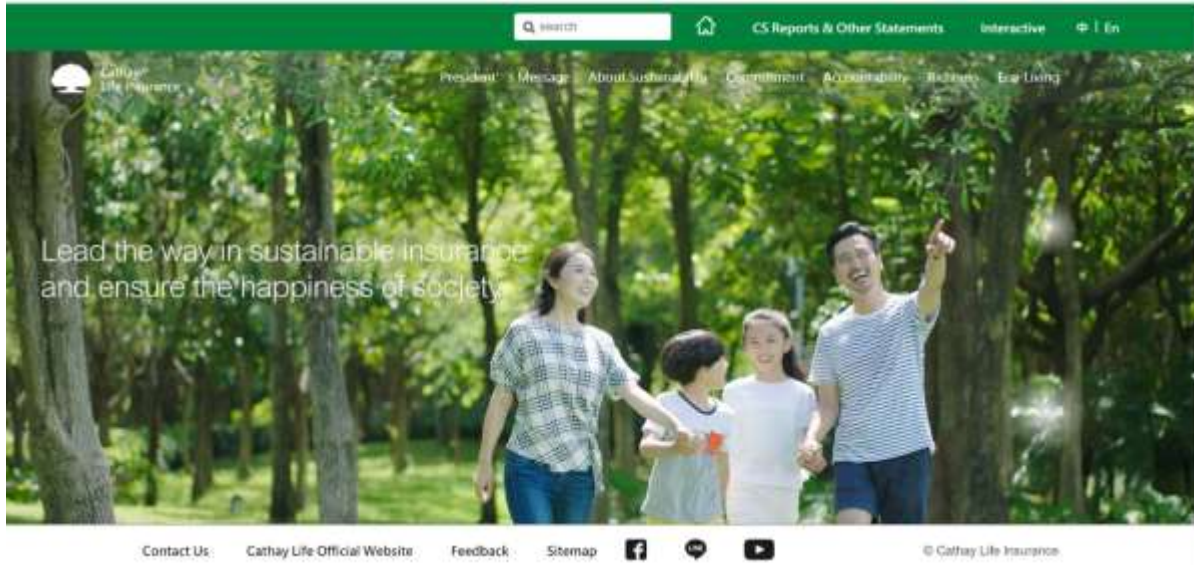 search
CS Reports & Other Statements
Interactive
中 | En
Cathay
Life Insurance
President's Message
About Sustainability
Commitment
Accountability
Richness
Eco-Living
Lead the way in sustainable insurance
and ensure the happiness of society
Contact Us
Cathay Life Official Website
Feedback
Sitemap
LINE
© Cathay Life Insurance